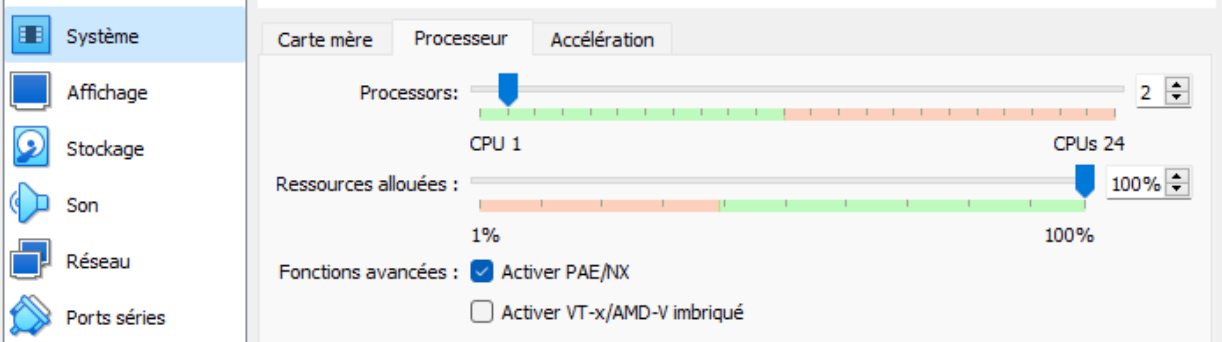 Système
Affichage
Stockage
Son
Réseau
Ports séries
Carte mère Processeur Accélération
Processors: 2
CPU 1 CPUs 24
Ressources allouées : 100%
1% 100%
Fonctions avancées : Activer PAE/NX
Activer VT-x/AMD-V imbriqué